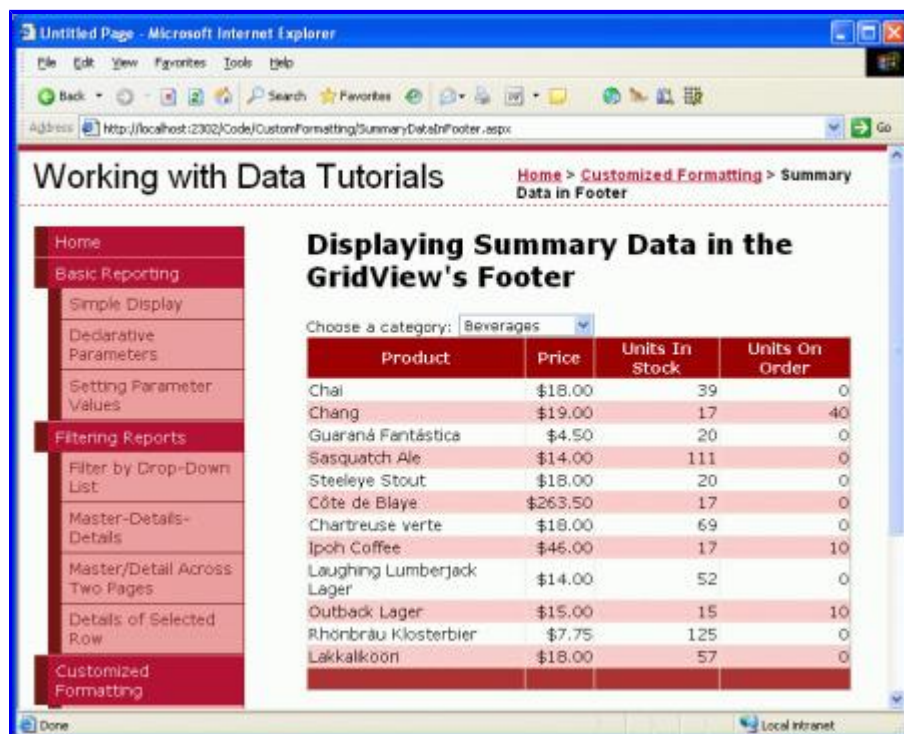 Untitled Page - Microsoft Internet Explorer
File Edit View Favorites Tools Help
Back Search Favorites
Address http://localhost:2302/Code/CustomFormatting/SummaryDataInFooter.aspx Go
Working with Data Tutorials
Home > Customized Formatting > Summary
Data in Footer
Home
Basic Reporting
Simple Display
Declarative
Parameters
Setting Parameter
Values
Filtering Reports
Filter by Drop-Down
List
Master-Details-
Details
Master/Detail Across
Two Pages
Details of Selected
Row
Customized
Formatting
Displaying Summary Data in the
GridView's Footer
Choose a category: Beverages
Product Price Units In Stock Units On Order
Chai $18.00 39 0
Chang $19.00 17 40
Guaraná Fantástica $4.50 20 0
Sasquatch Ale $14.00 111 0
Steeleye Stout $18.00 20 0
Côte de Blaye $263.50 17 0
Chartreuse verte $18.00 69 0
Ipoh Coffee $46.00 17 10
Laughing Lumberjack
Lager $14.00 52 0
Outback Lager $15.00 15 10
Rhönbräu Klosterbier $7.75 125 0
Lakkalikööri $18.00 57 0
Done Local intranet